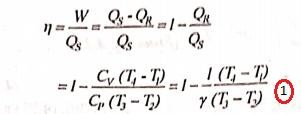 η = W/Q_S = (Q_S - Q_R)/Q_S = 1 - Q_R/Q_S
= 1 - C_V (T_4 - T_1)/C_P (T_3 - T_2) = 1 - 1 (T_4 - T_1)/γ (T_3 - T_2) 1